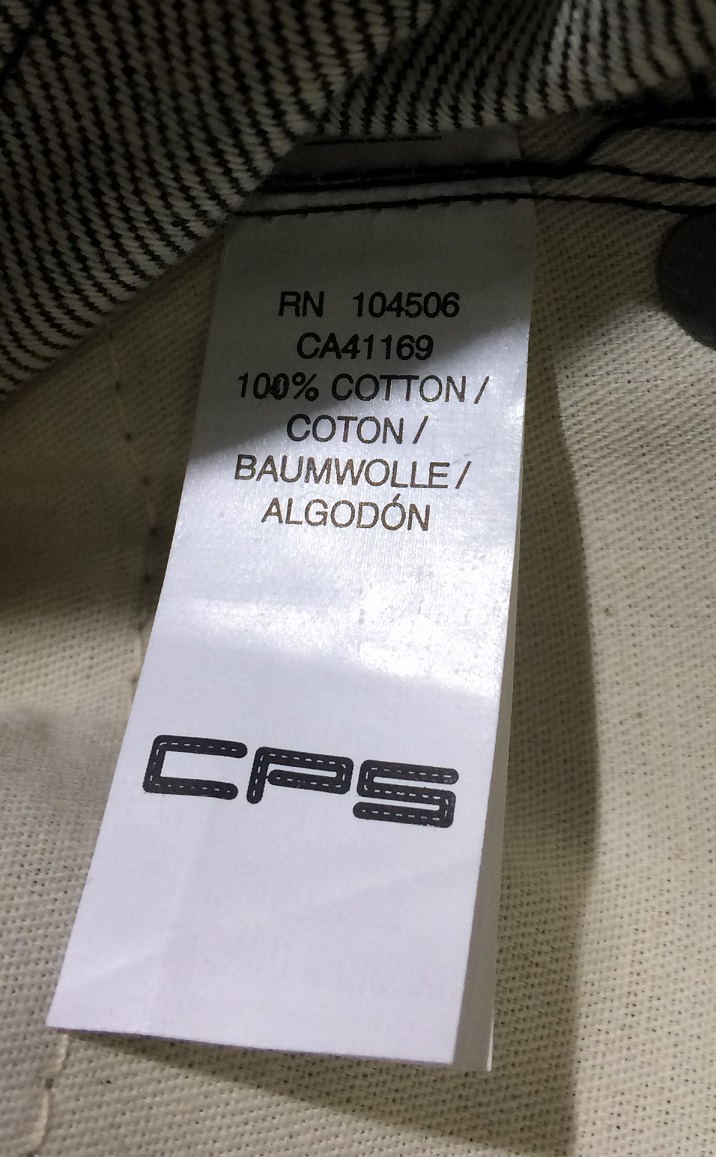 RN 104506
CA41169
100% COTTON /
COTON /
BAUMWOLLE /
ALGODÓN
CPS